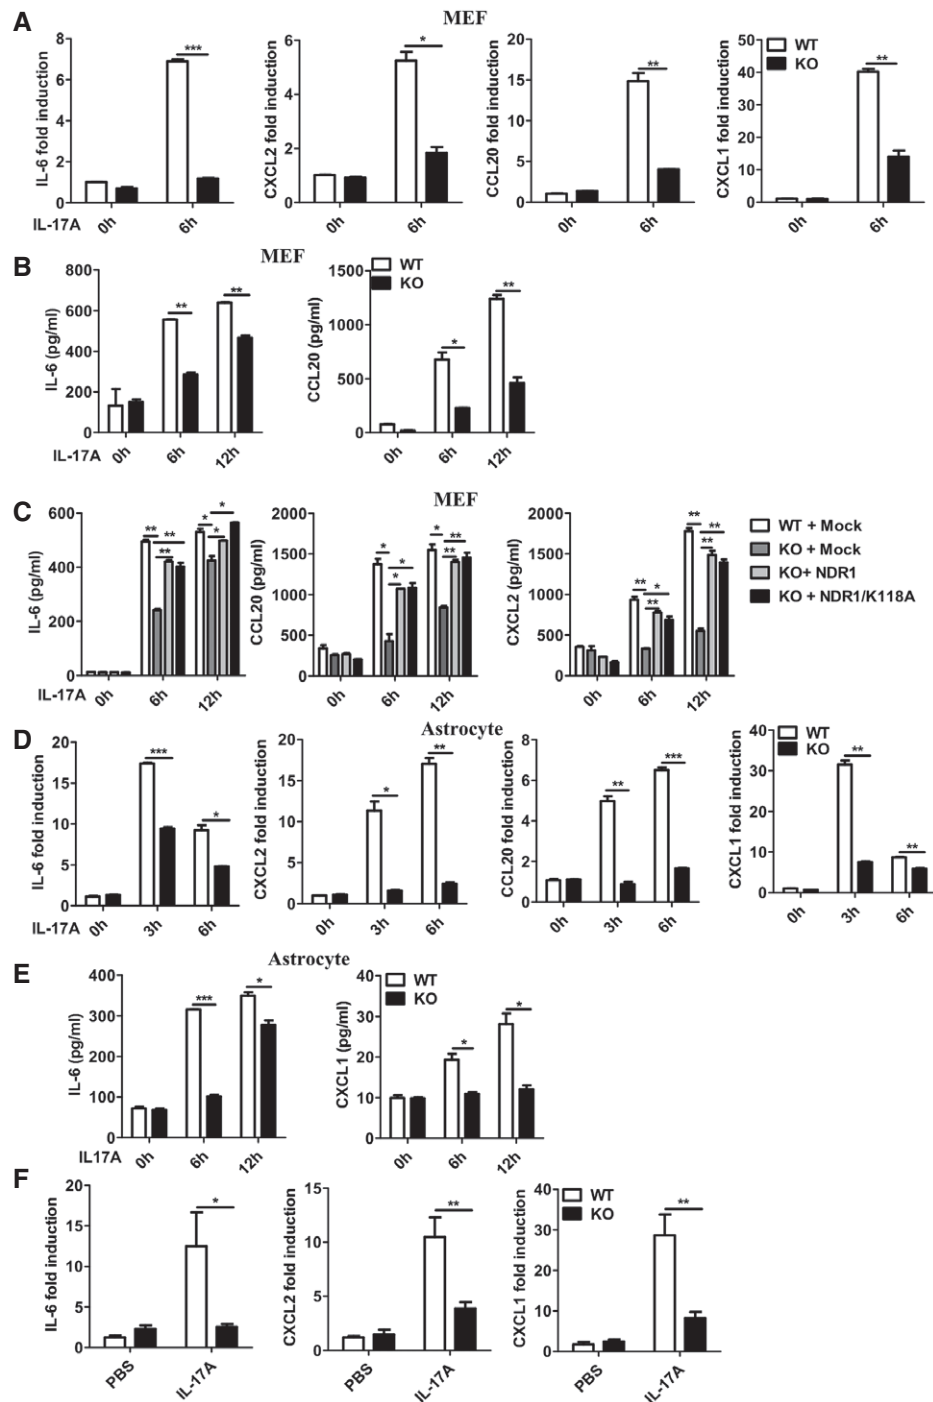 A
MEF
IL-6 fold induction
8
6
4
2
0
***
IL-17A
0h
6h
CXCL2 fold induction
6
4
2
0
*
0h
6h
CCL20 fold induction
20
15
10
5
0
**
0h
6h
CXCL1 fold induction
50
40
30
20
10
0
WT
KO
**
0h
6h
B
MEF
IL-6 (pg/ml)
800
600
400
200
0
**
**
IL-17A
0h
6h
12h
CCL20 (pg/ml)
1500
1000
500
0
WT
KO
*
**
0h
6h
12h
C
MEF
IL-6 (pg/ml)
600
400
200
0
**
**
**
*
*
*
IL-17A
0h
6h
12h
CCL20 (pg/ml)
2000
1500
1000
500
0
*
*
*
*
**
**
0h
6h
12h
CXCL2 (pg/ml)
2000
1500
1000
500
0
**
*
**
**
**
**
0h
6h
12h
WT + Mock
KO + Mock
KO+ NDR1
KO + NDR1/K118A
D
Astrocyte
IL-6 fold induction
20
15
10
5
0
***
*
IL-17A
0h
3h
6h
CXCL2 fold induction
20
15
10
5
0
*
**
0h
3h
6h
CCL20 fold induction
8
6
4
2
0
**
***
0h
3h
6h
CXCL1 fold induction
40
30
20
10
0
WT
KO
**
**
0h
3h
6h
E
Astrocyte
IL-6 (pg/ml)
400
300
200
100
0
***
*
IL17A
0h
6h
12h
CXCL1 (pg/ml)
40
30
20
10
0
WT
KO
*
*
0h
6h
12h
F
IL-6 fold induction
20
15
10
5
0
*
PBS
IL-17A
CXCL2 fold induction
15
10
5
0
**
PBS
IL-17A
CXCL1 fold induction
40
30
20
10
0
WT
KO
**
PBS
IL-17A